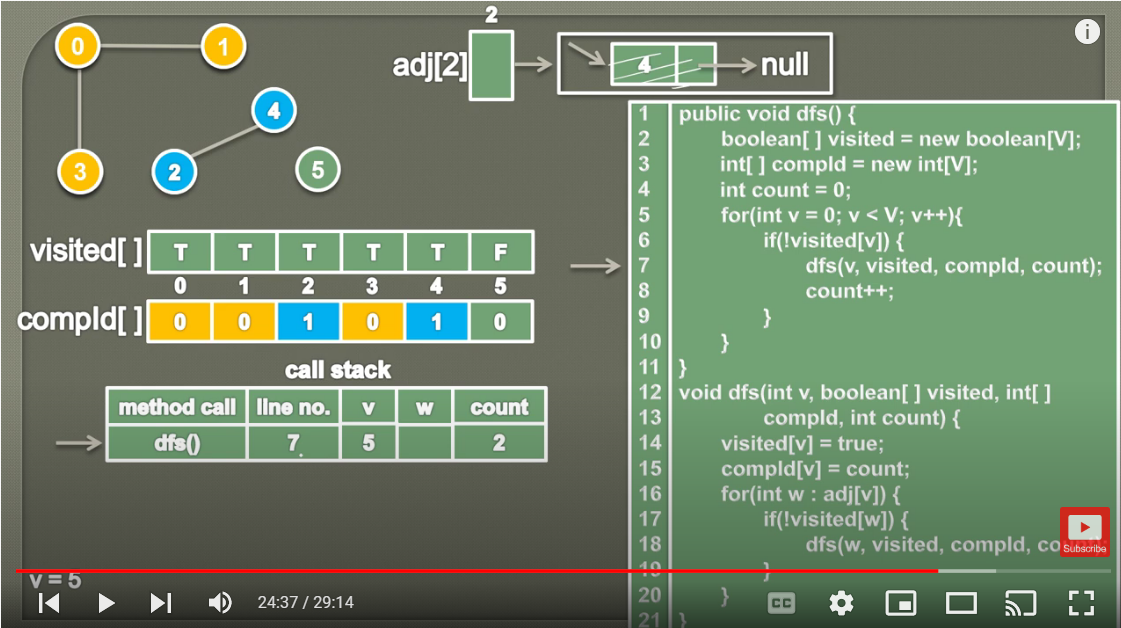 2
0
1
adj[2]
4
null
4
3
2
5
visited[ ]
T T T T T F
0 1 2 3 4 5
compId[ ]
0 0 1 0 1 0
call stack
method call line no. v w count
dfs() 7 5 2
v = 5
1 public void dfs() {
2 boolean[ ] visited = new boolean[V];
3 int[ ] compId = new int[V];
4 int count = 0;
5 for(int v = 0; v < V; v++){
6 if(!visited[v]) {
7 dfs(v, visited, compId, count);
8 count++;
9 }
10 }
11 }
12 void dfs(int v, boolean[ ] visited, int[ ]
13 compId, int count) {
14 visited[v] = true;
15 compId[v] = count;
16 for(int w : adj[v]) {
17 if(!visited[w]) {
18 dfs(w, visited, compId,
19 }
20 }
21 }
Subscribe
24:37 / 29:14
CC